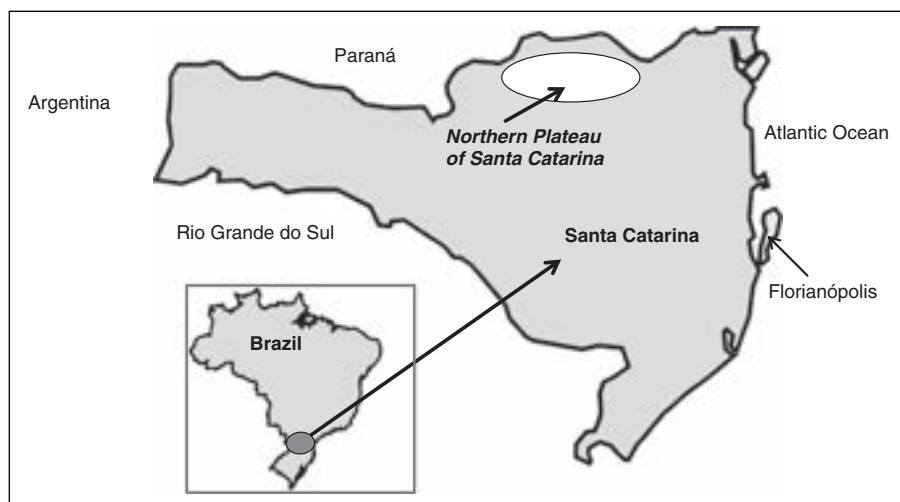 Paraná
Argentina
Northern Plateau
of Santa Catarina
Atlantic Ocean
Rio Grande do Sul
Santa Catarina
Florianópolis
Brazil